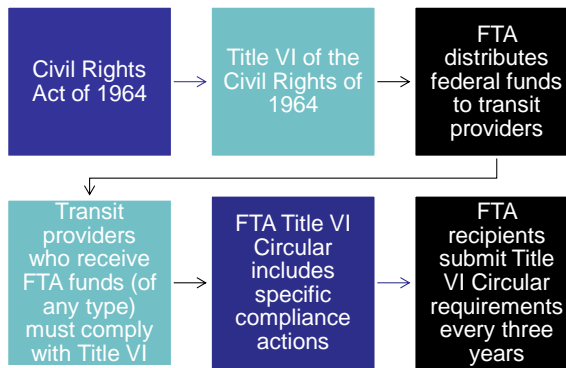 Civil Rights
Act of 1964
Title VI of the
Civil Rights of
1964
FTA
distributes
federal funds
to transit
providers
Transit
providers
who receive
FTA funds (of
any type)
must comply
with Title VI
FTA Title VI
Circular
includes
specific
compliance
actions
FTA
recipients
submit Title
VI Circular
requirements
every three
years